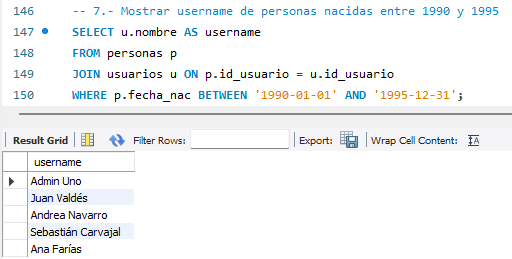 146 -- 7.- Mostrar username de personas nacidas entre 1990 y 1995
147 SELECT u.nombre AS username
148 FROM personas p
149 JOIN usuarios u ON p.id_usuario = u.id_usuario
150 WHERE p.fecha_nac BETWEEN '1990-01-01' AND '1995-12-31';
Result Grid Filter Rows: Export: Wrap Cell Content: IA
username
Admin Uno
Juan Valdés
Andrea Navarro
Sebastián Carvajal
Ana Farías